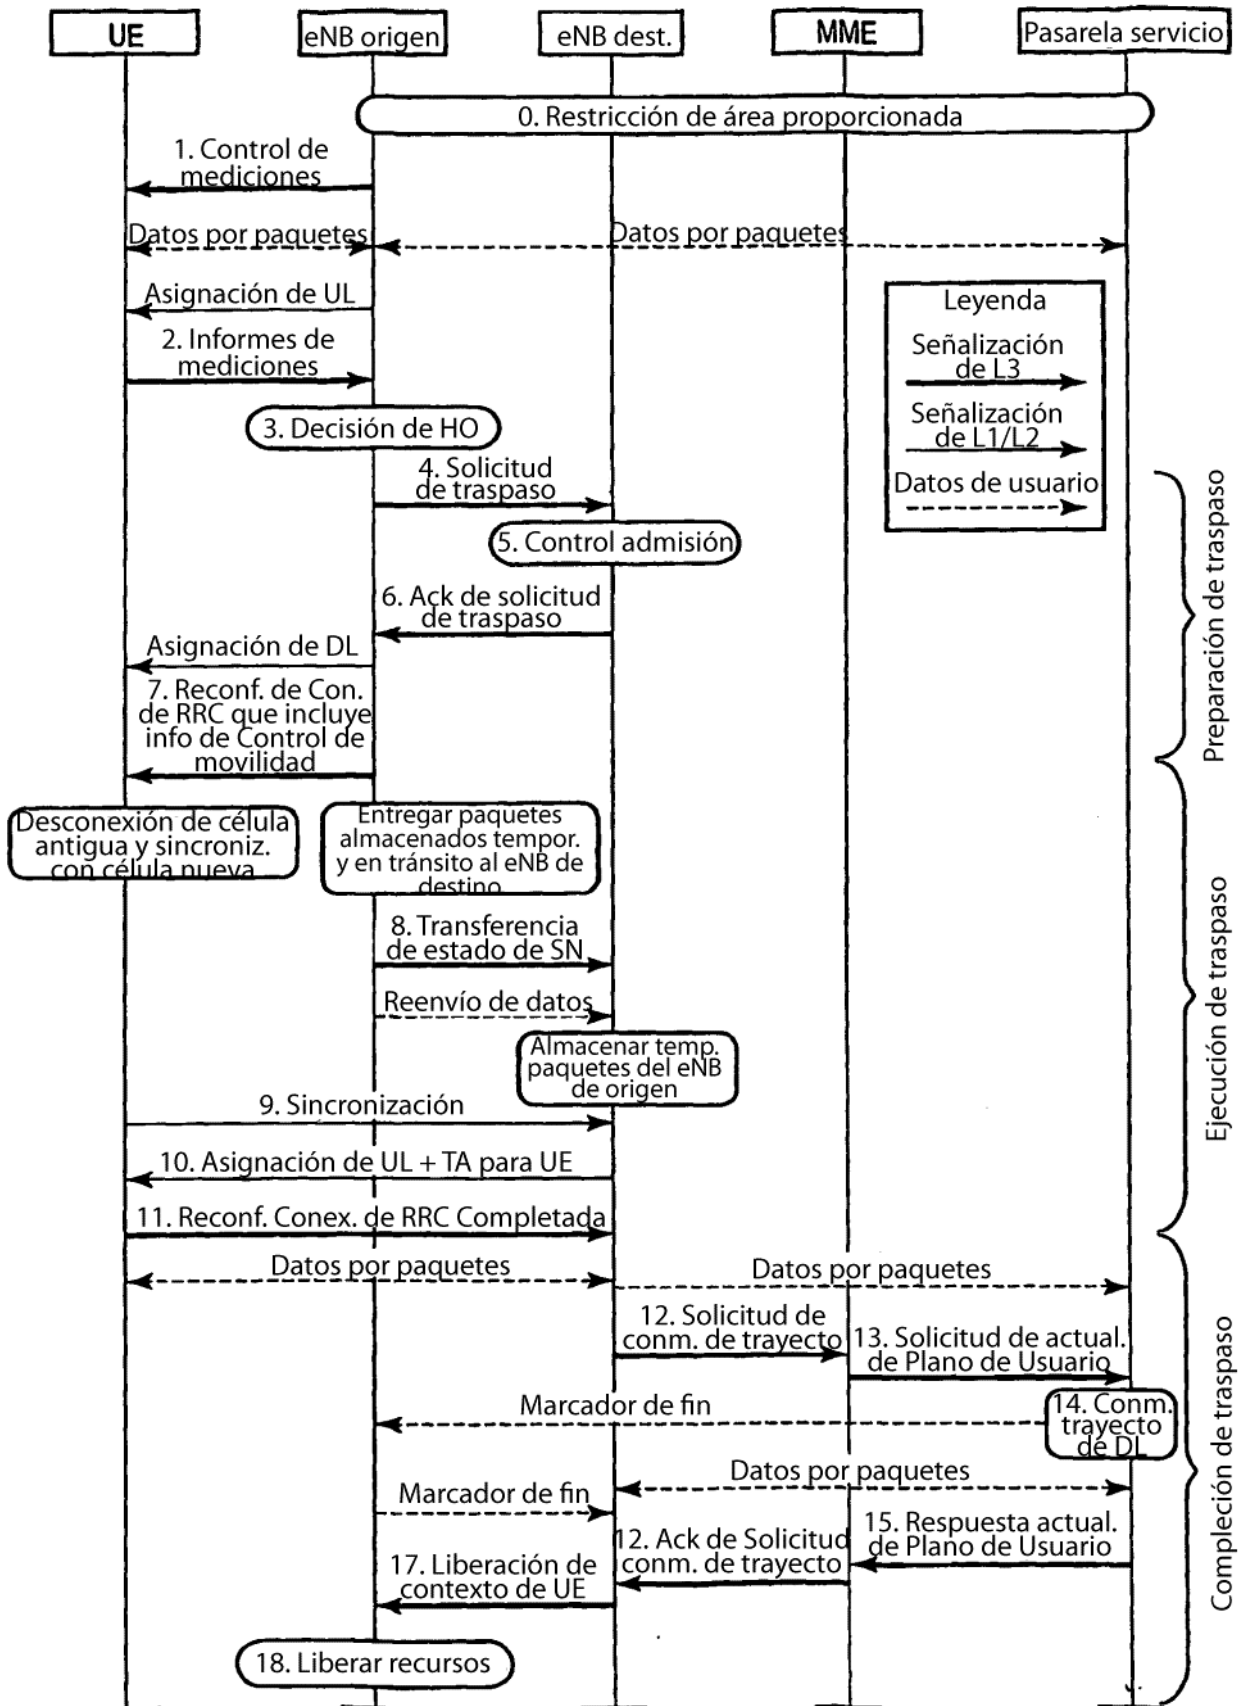 UE
eNB origen
eNB dest.
MME
Pasarela servicio
0. Restricción de área proporcionada
1. Control de
mediciones
Datos por paquetes
Datos por paquetes
Asignación de UL
2. Informes de
mediciones
Leyenda
Señalización
de L3
Señalización
de L1/L2
Datos de usuario
3. Decisión de HO
4. Solicitud
de traspaso
5. Control admisión
6. Ack de solicitud
de traspaso
Asignación de DL
7. Reconf. de Con.
de RRC que incluye
info de Control de
movilidad
Preparación de traspaso
Desconexión de célula
antigua y sincroniz.
con célula nueva
Entregar paquetes
almacenados tempor.
y en tránsito al eNB de
destino
8. Transferencia
de estado de SN
Reenvío de datos
Almacenar temp.
paquetes del eNB
de origen
9. Sincronización
10. Asignación de UL + TA para UE
11. Reconf. Conex. de RRC Completada
Ejecución de traspaso
Datos por paquetes
Datos por paquetes
12. Solicitud de
conm. de trayecto
13. Solicitud de actual.
de Plano de Usuario
Marcador de fin
14. Conm.
trayecto
de DL
Datos por paquetes
Marcador de fin
15. Respuesta actual.
de Plano de Usuario
12. Ack de Solicitud
conm. de trayecto
17. Liberación de
contexto de UE
18. Liberar recursos
Compleción de traspaso